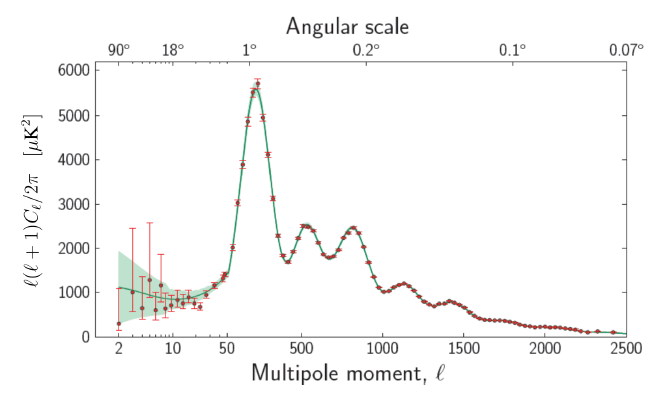 Angular scale
90° 18° 1° 0.2° 0.1° 0.07°
6000
5000
4000
3000
2000
1000
0
ℓ(ℓ + 1)Cℓ/2π [μK²]
2 10 50 500 1000 1500 2000 2500
Multipole moment, ℓ